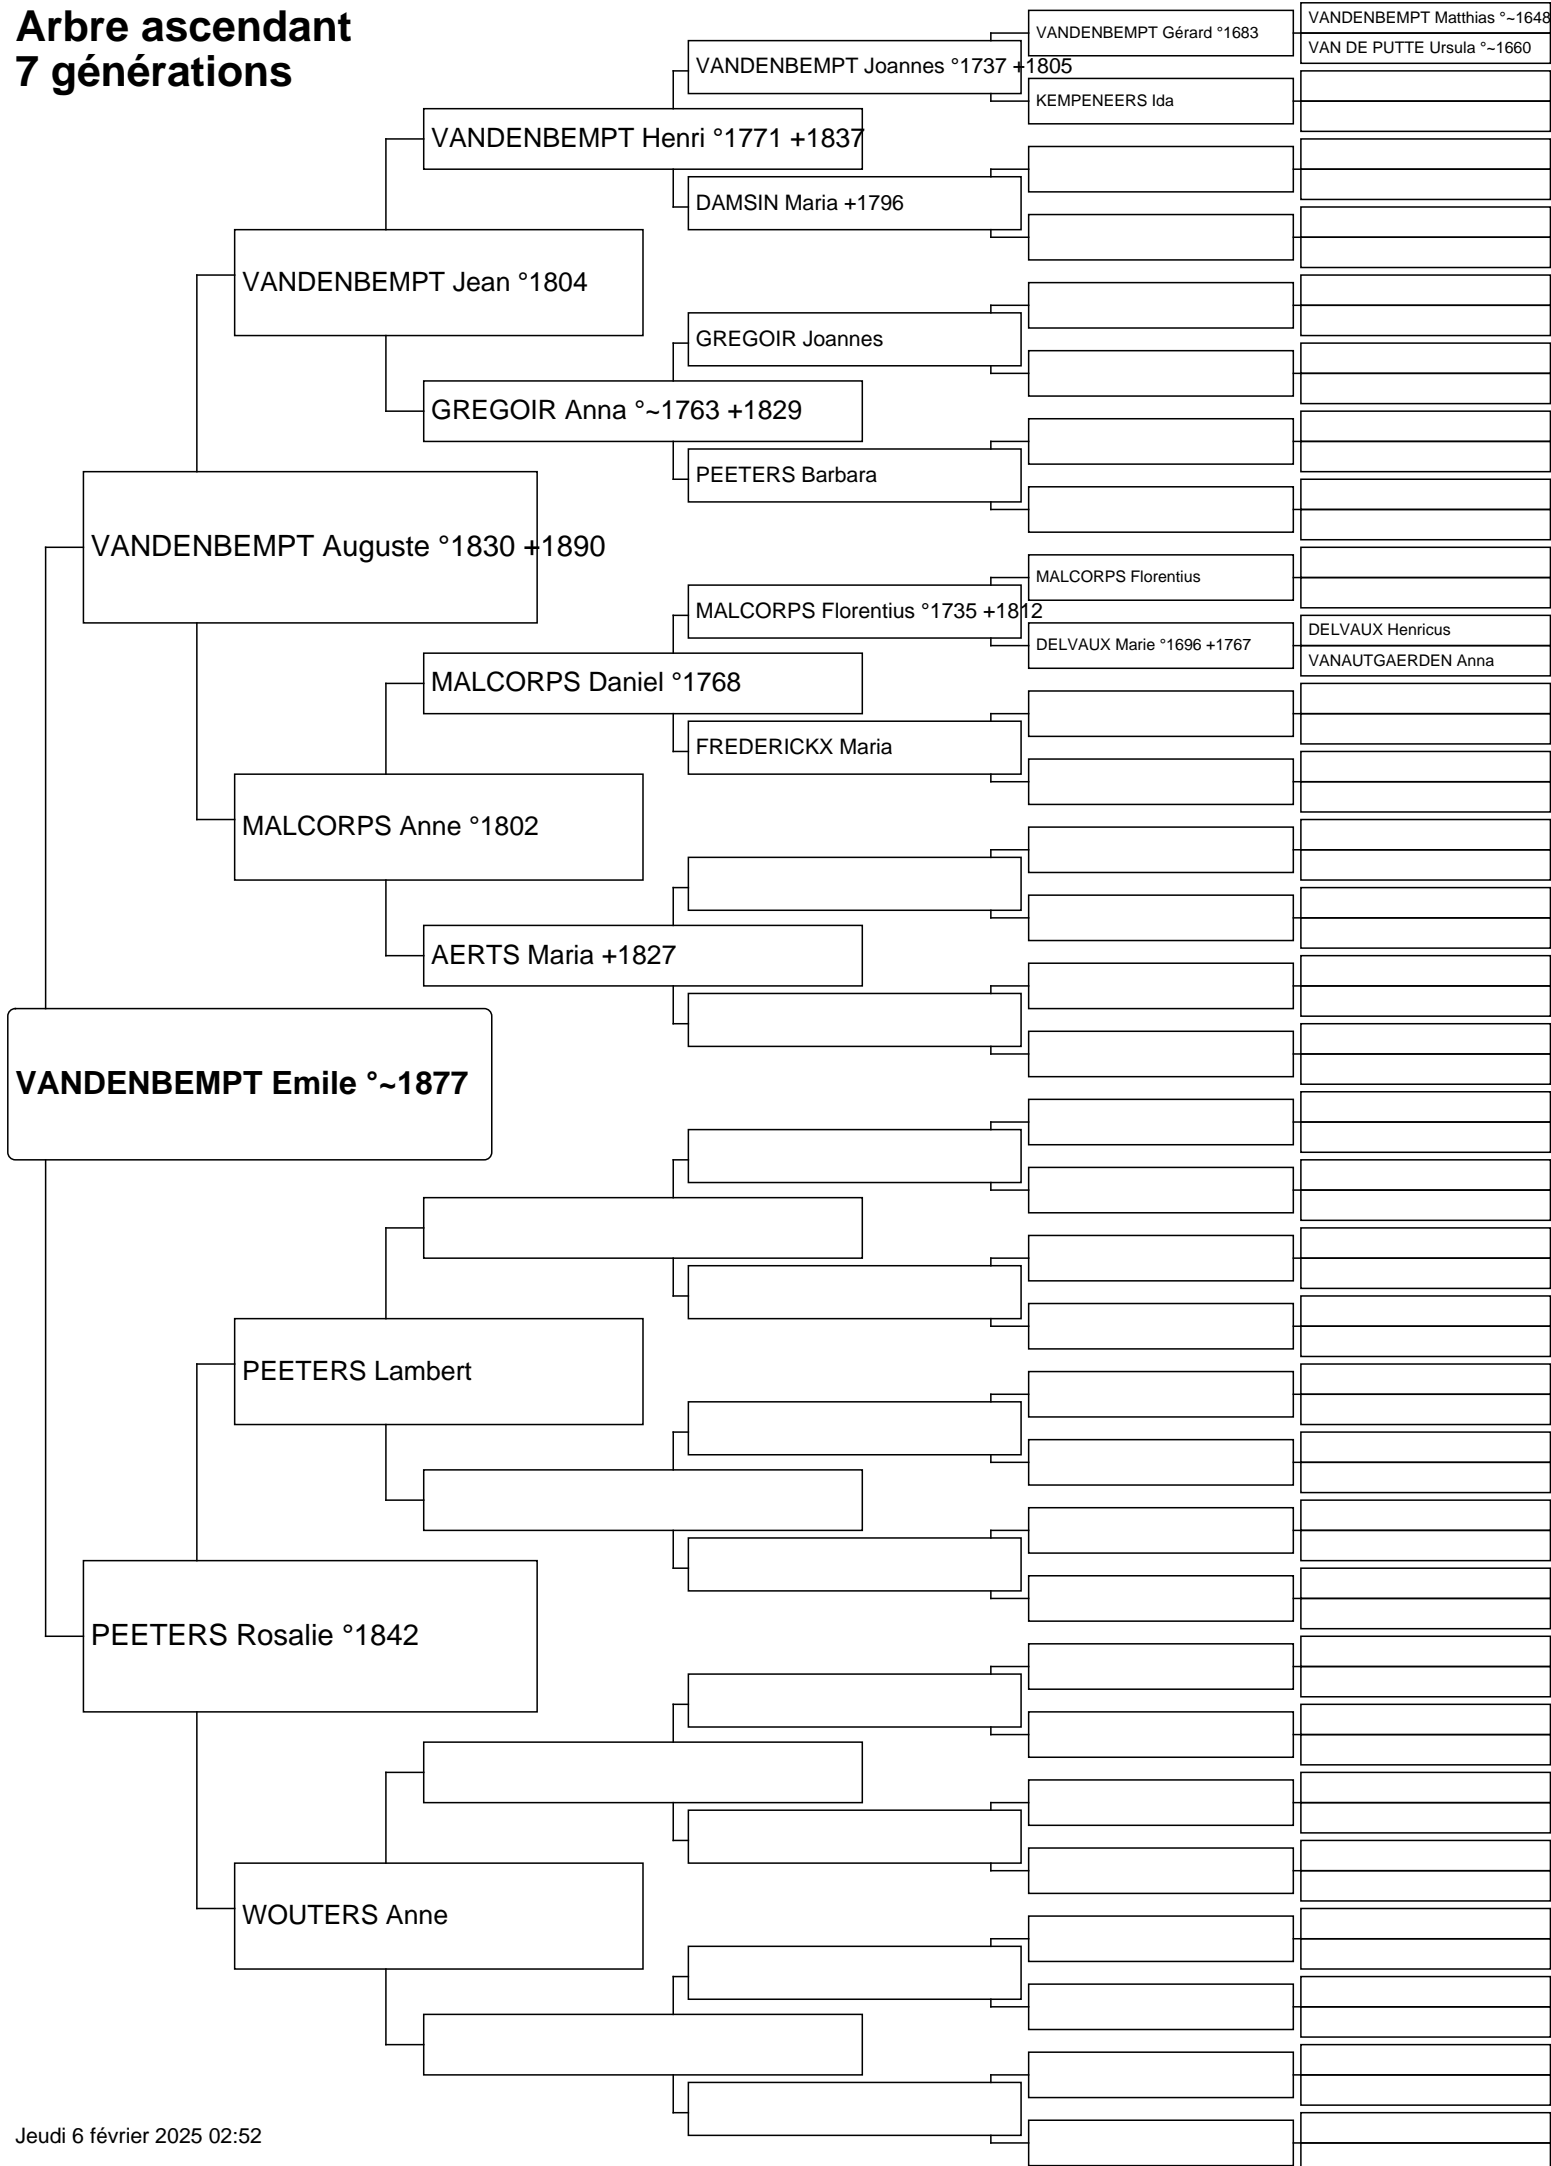 Arbre ascendant
7 générations
VANDENBEMPT Matthias °~1648
VANDENBEMPT Gérard °1683
VAN DE PUTTE Ursula °~1660
VANDENBEMPT Joannes °1737 +1805
KEMPENEERS Ida
VANDENBEMPT Henri °1771 +1837
DAMSIN Maria +1796
VANDENBEMPT Jean °1804
GREGOIR Joannes
GREGOIR Anna °~1763 +1829
PEETERS Barbara
VANDENBEMPT Auguste °1830 +1890
MALCORPS Florentius
MALCORPS Florentius °1735 +1812
DELVAUX Henricus
DELVAUX Marie °1696 +1767
VANAUTGAERDEN Anna
MALCORPS Daniel °1768
FREDERICKX Maria
MALCORPS Anne °1802
AERTS Maria +1827
VANDENBEMPT Emile °~1877
PEETERS Lambert
PEETERS Rosalie °1842
WOUTERS Anne
Jeudi 6 février 2025 02:52